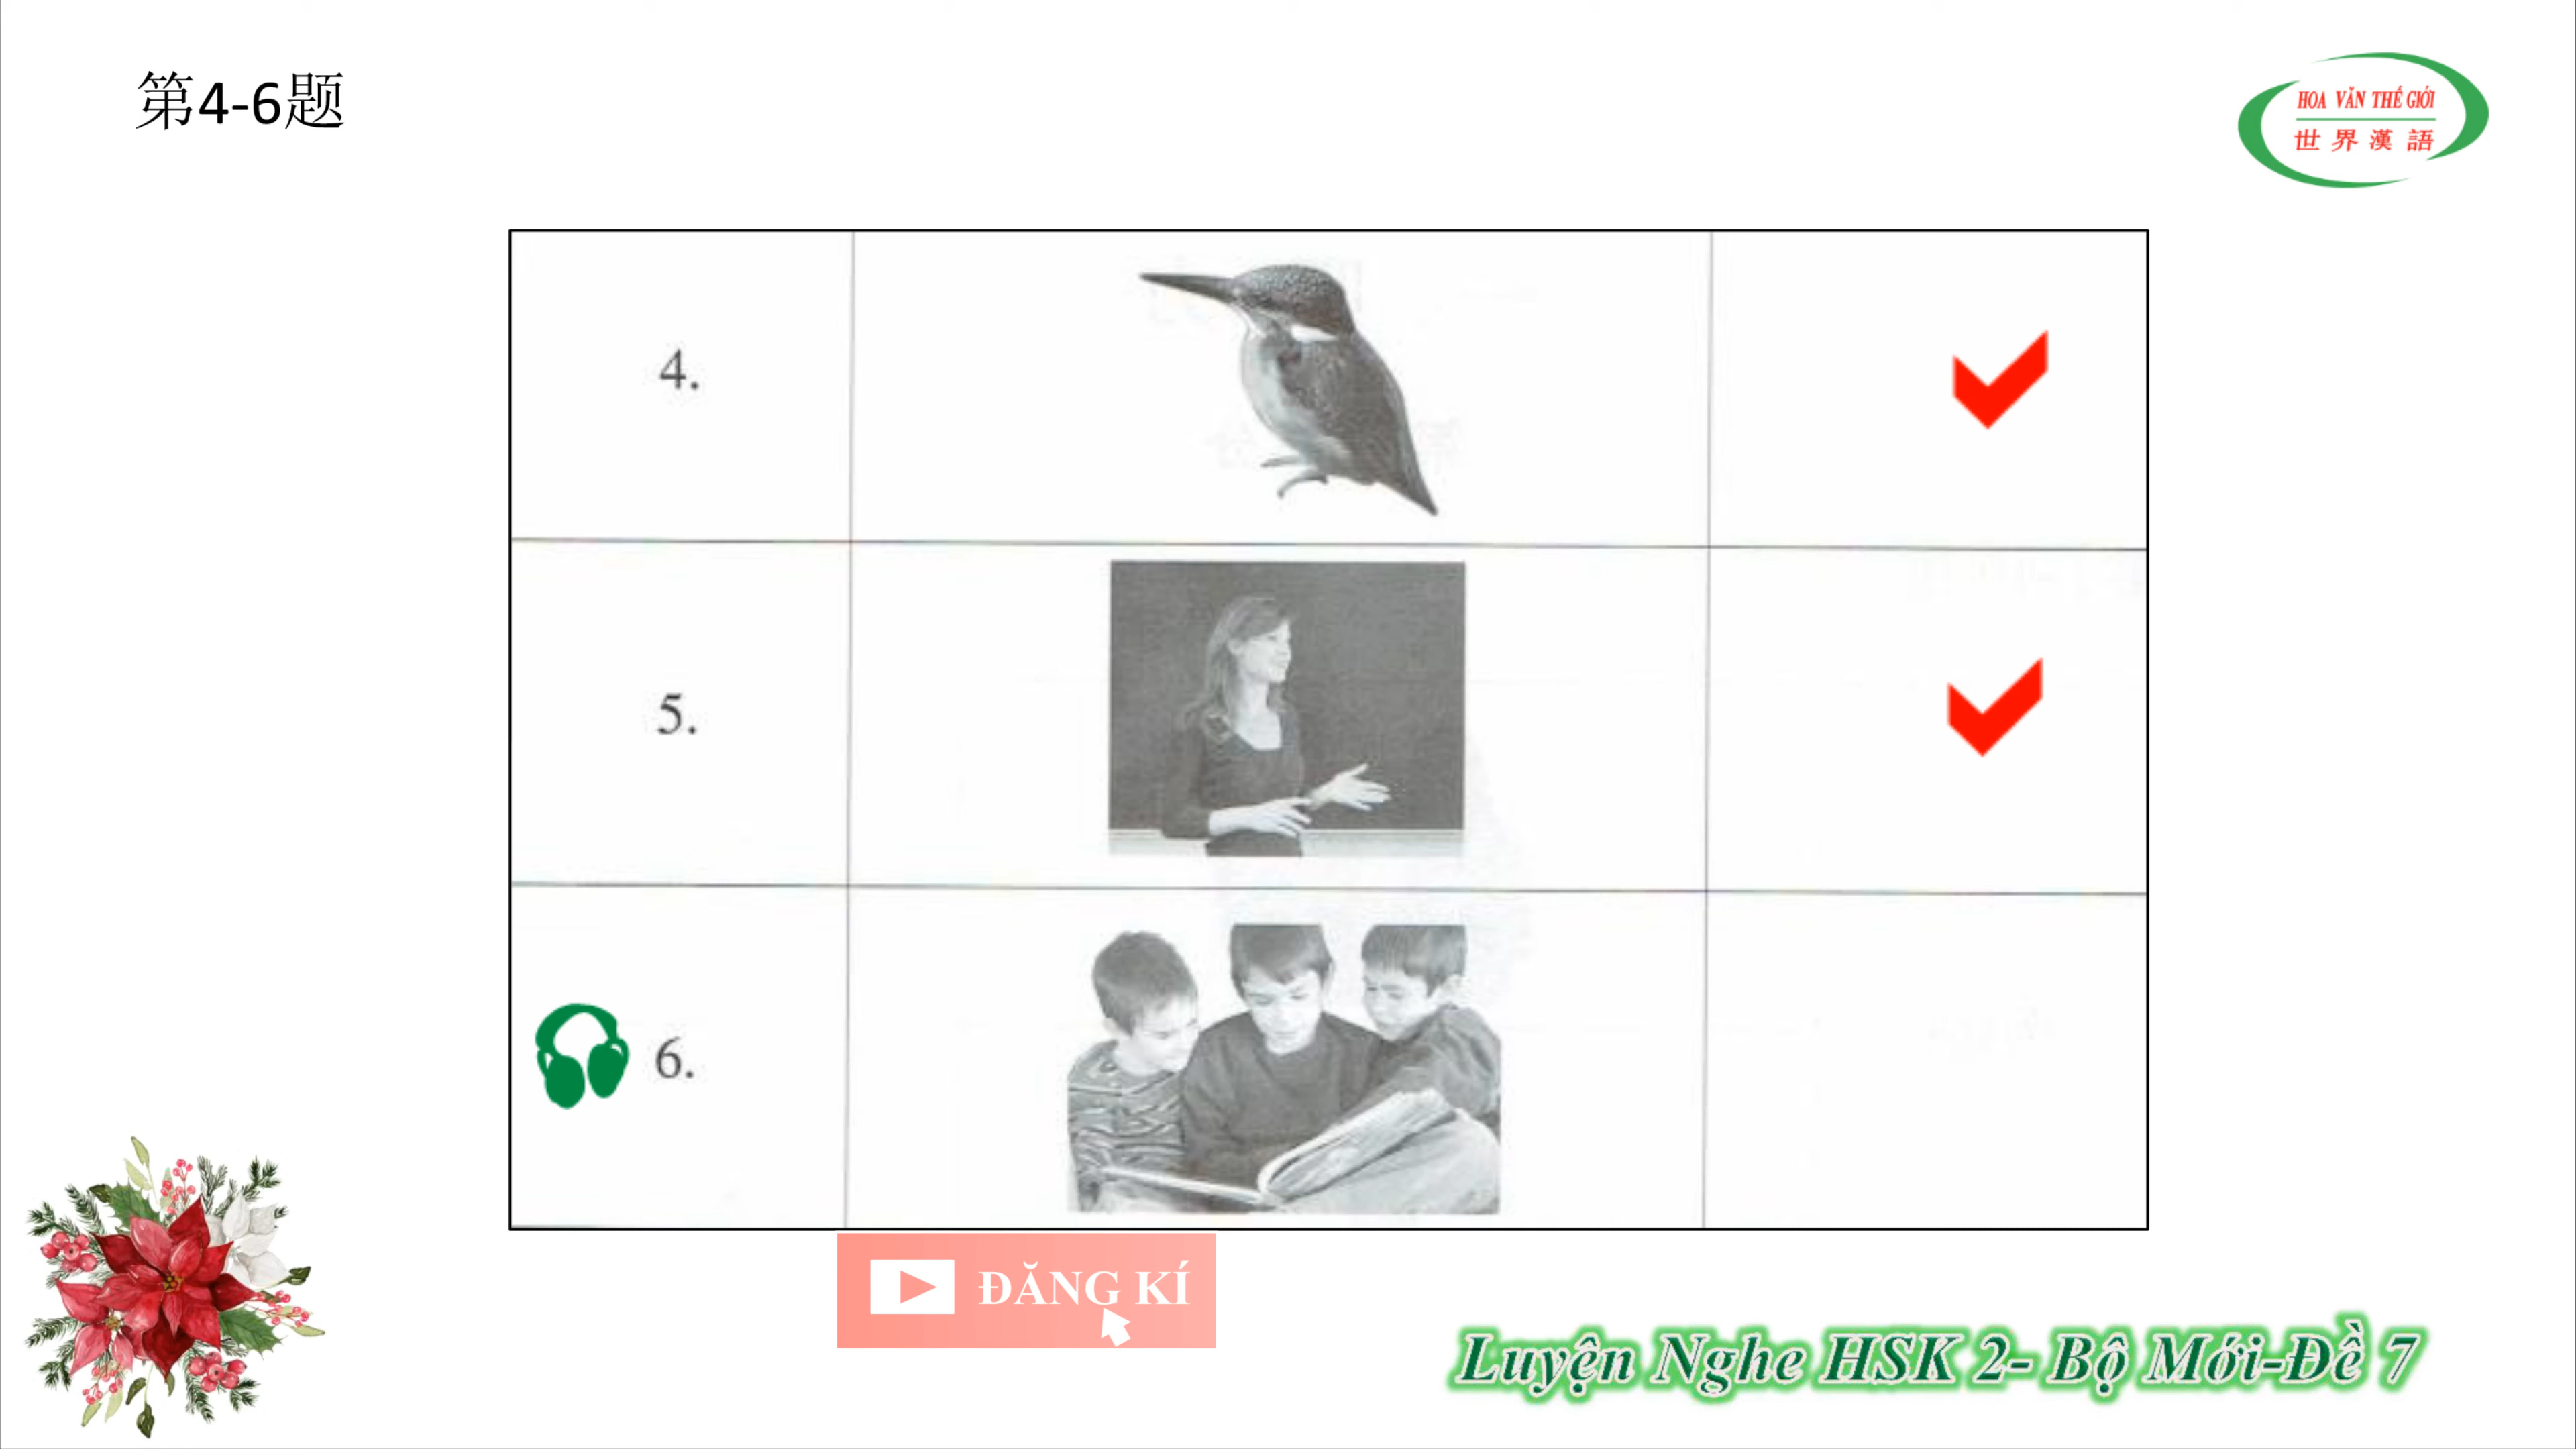 第4-6题
HOA VĂN THẾ GIỚI
世界漢語
4.
5.
6.
ĐĂNG KÍ
Luyện Nghe HSK 2- Bộ Mới-Đề 7